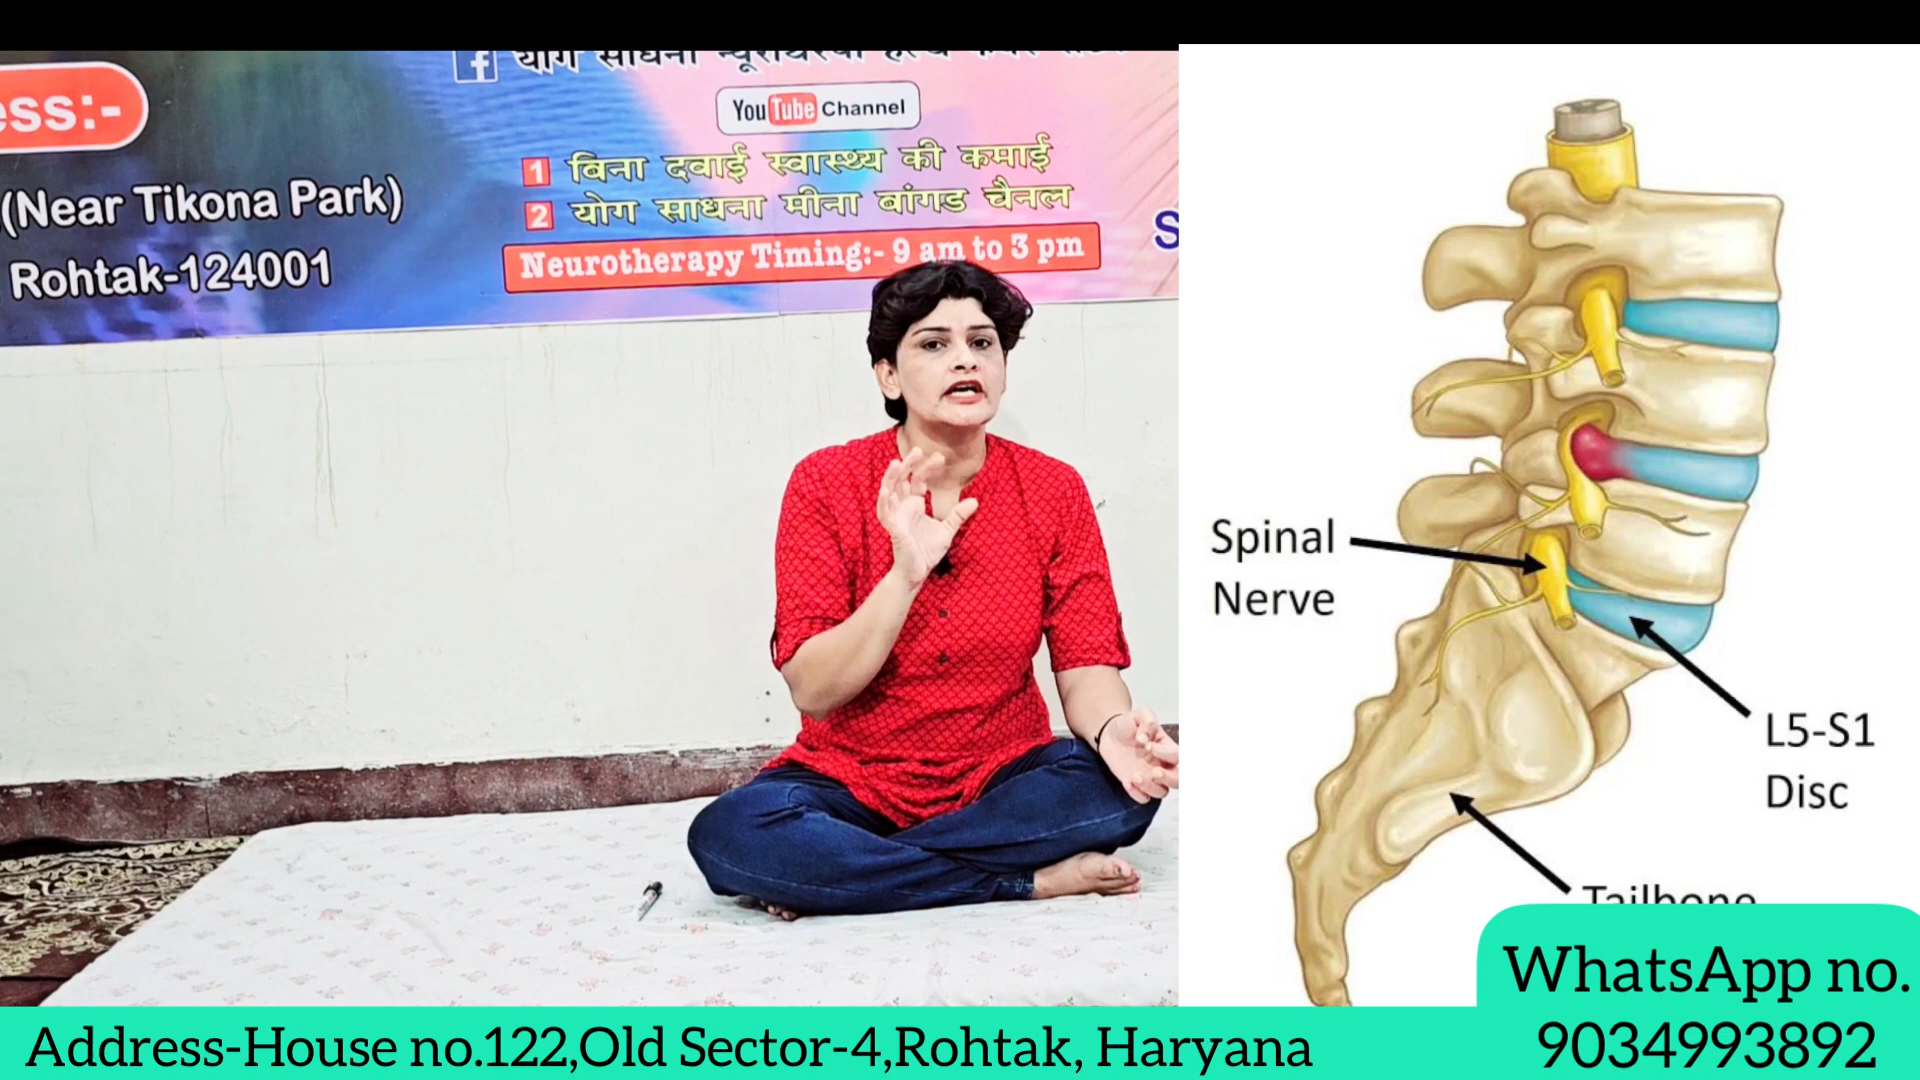 ess:-
(Near Tikona Park)
Rohtak-124001
f योग साधना
YouTube Channel
1 बिना दवाई स्वास्थ्य की कमाई
2 योग साधना मीना बांगड चैनल
Neurotherapy Timing:- 9 am to 3 pm
S
Spinal
Nerve
L5-S1
Disc
Tailbone
WhatsApp no.
9034993892
Address-House no.122,Old Sector-4,Rohtak, Haryana